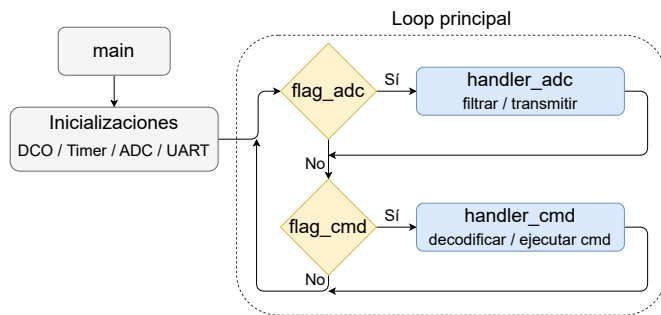 Loop principal
main
Inicializaciones
DCO / Timer / ADC / UART
flag_adc
Sí
handler_adc
filtrar / transmitir
No
flag_cmd
Sí
handler_cmd
decodificar / ejecutar cmd
No